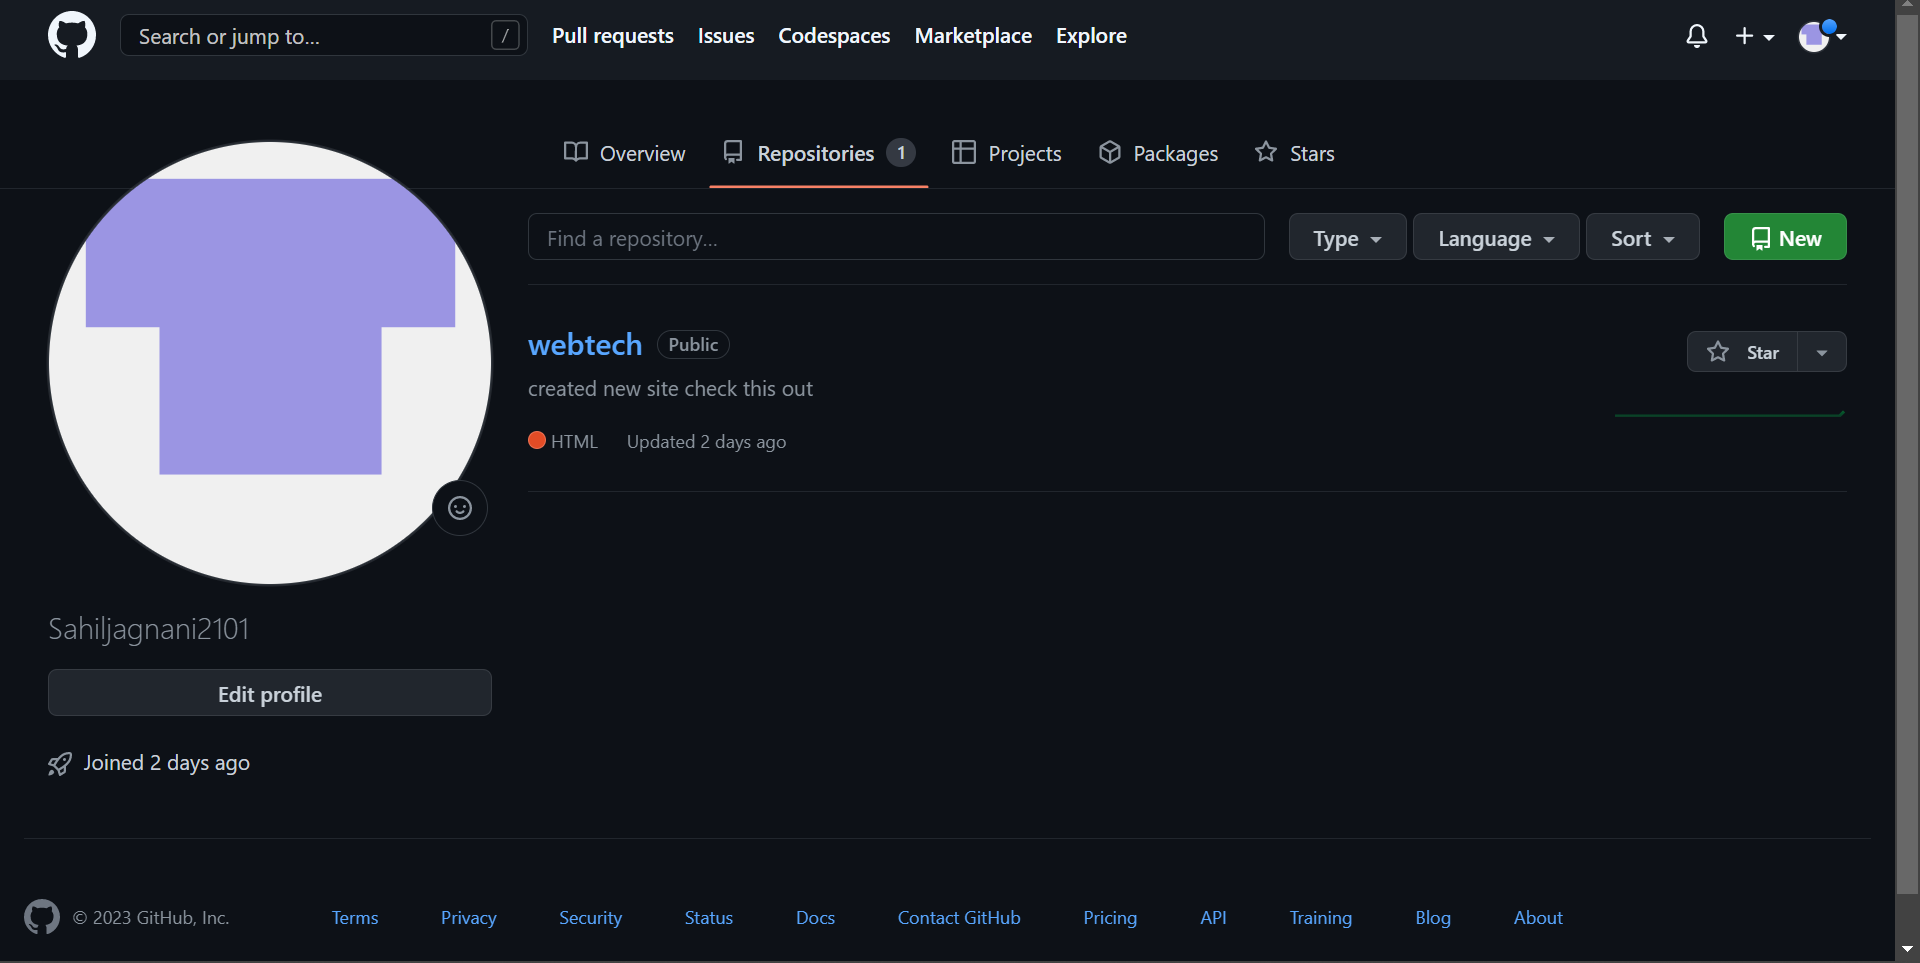 Search or jump to... / Pull requests Issues Codespaces Marketplace Explore
Overview Repositories 1 Projects Packages Stars
Find a repository... Type Language Sort New
webtech Public Star
created new site check this out
HTML Updated 2 days ago
Sahiljagnani2101
Edit profile
Joined 2 days ago
© 2023 GitHub, Inc. Terms Privacy Security Status Docs Contact GitHub Pricing API Training Blog About